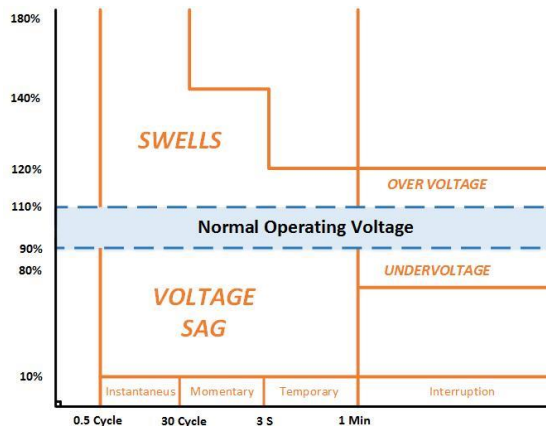 180%
140%
SWELLS
120%
OVER VOLTAGE
110%
Normal Operating Voltage
90%
80%
UNDERVOLTAGE
VOLTAGE
SAG
10%
Instantaneus
Momentary
Temporary
Interruption
0.5 Cycle
30 Cycle
3 S
1 Min